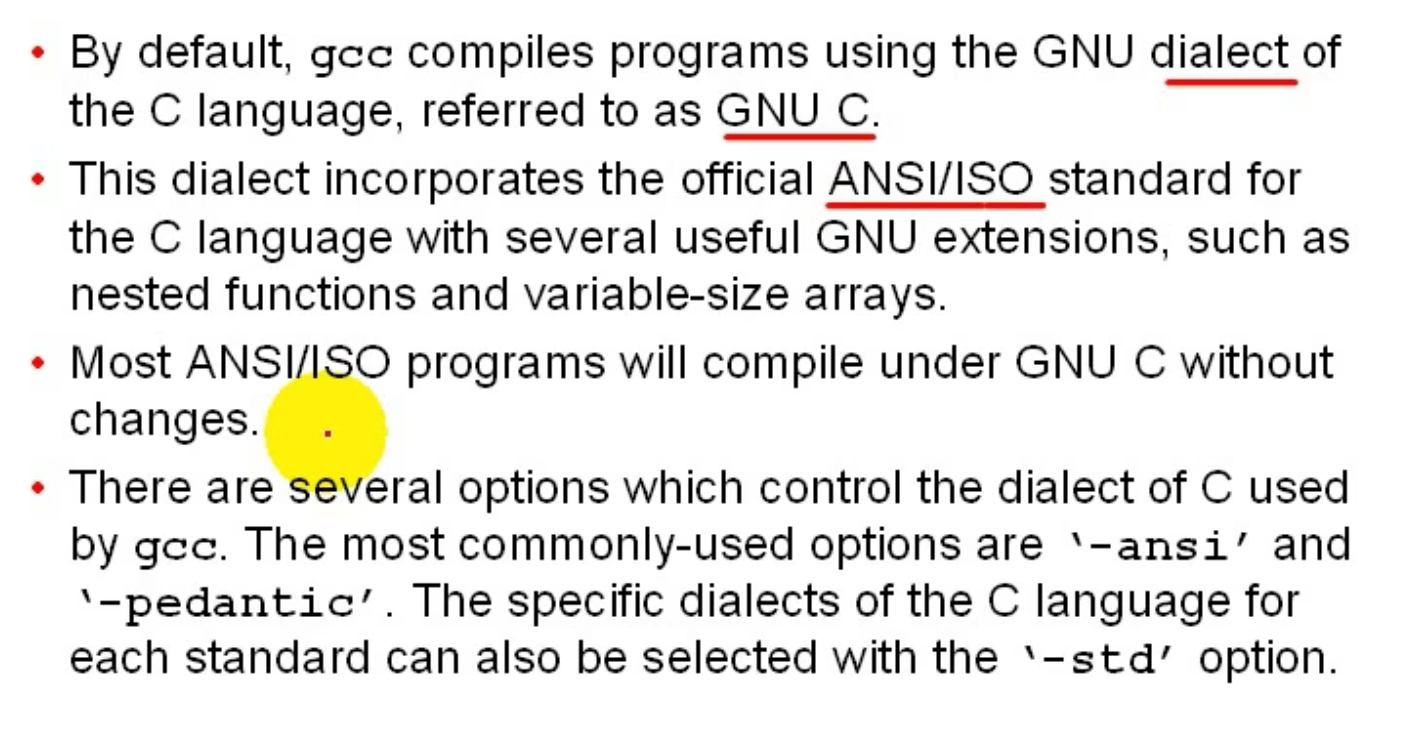 • By default, gcc compiles programs using the GNU dialect of
the C language, referred to as GNU C.
• This dialect incorporates the official ANSI/ISO standard for
the C language with several useful GNU extensions, such as
nested functions and variable-size arrays.
• Most ANSI/ISO programs will compile under GNU C without
changes.
• There are several options which control the dialect of C used
by gcc. The most commonly-used options are ‘-ansi’ and
‘-pedantic’. The specific dialects of the C language for
each standard can also be selected with the ‘-std’ option.